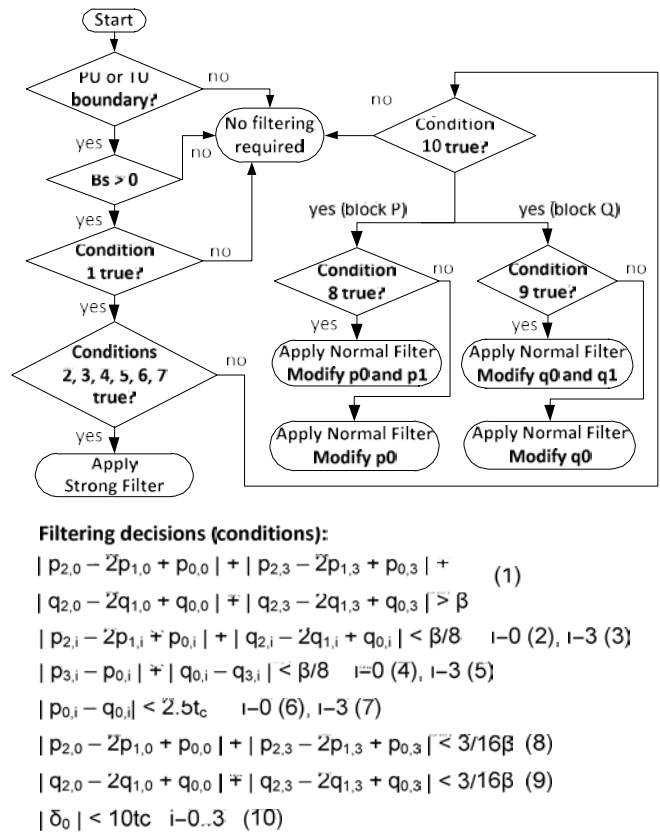 Start
PU or TU
boundary?
no
yes
No filtering
required
no
Bs > 0
no
yes
Condition
1 true?
no
yes
Conditions
2, 3, 4, 5, 6, 7
true?
no
yes
Apply
Strong Filter
Condition
10 true?
yes (block P)
yes (block Q)
Condition
8 true?
no
yes
Apply Normal Filter
Modify p0 and p1
Apply Normal Filter
Modify p0
Condition
9 true?
no
yes
Apply Normal Filter
Modify q0 and q1
Apply Normal Filter
Modify q0
Filtering decisions (conditions):
| p2,0 – 2p1,0 + p0,0 | + | p2,3 – 2p1,3 + p0,3 | +
(1)
| q2,0 – 2q1,0 + q0,0 | + | q2,3 – 2q1,3 + q0,3 | > β
| p2,i – 2p1,i + p0,i | + | q2,i – 2q1,i + q0,i | < β/8 i=0 (2), i=3 (3)
| p3,i – p0,i | + | q0,i – q3,i | < β/8 i=0 (4), i=3 (5)
| p0,i – q0,i| < 2.5tc i=0 (6), i=3 (7)
| p2,0 – 2p1,0 + p0,0 | + | p2,3 – 2p1,3 + p0,3 | < 3/16β (8)
| q2,0 – 2q1,0 + q0,0 | + | q2,3 – 2q1,3 + q0,3 | < 3/16β (9)
| δ0 | < 10tc i=0..3 (10)